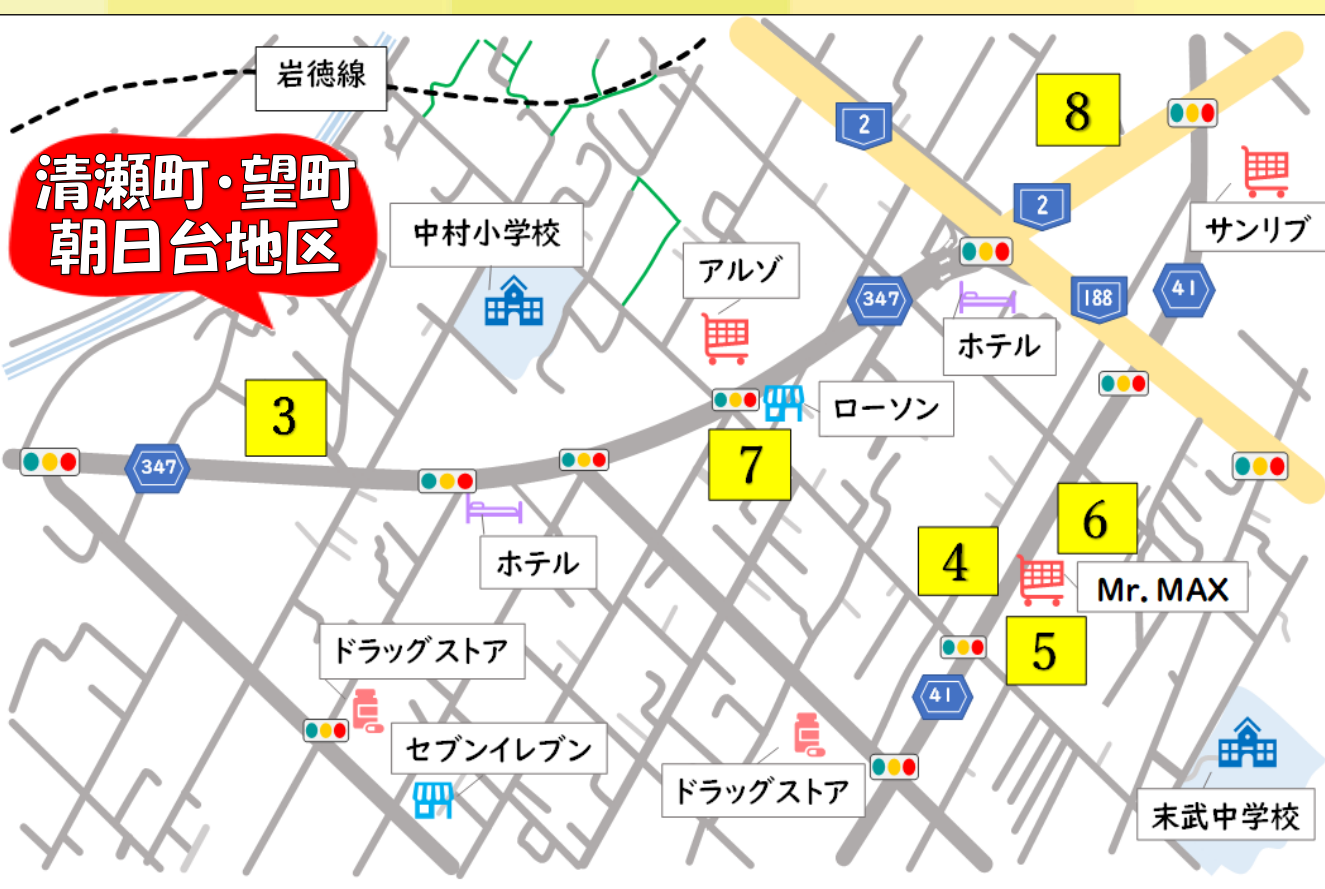 岩徳線
2
8
清瀬町・望町
朝日台地区
中村小学校
2
サンリブ
アルゾ
347
188
41
ホテル
3
ローソン
347
7
6
ホテル
4
Mr. MAX
ドラッグストア
5
41
セブンイレブン
ドラッグストア
末武中学校